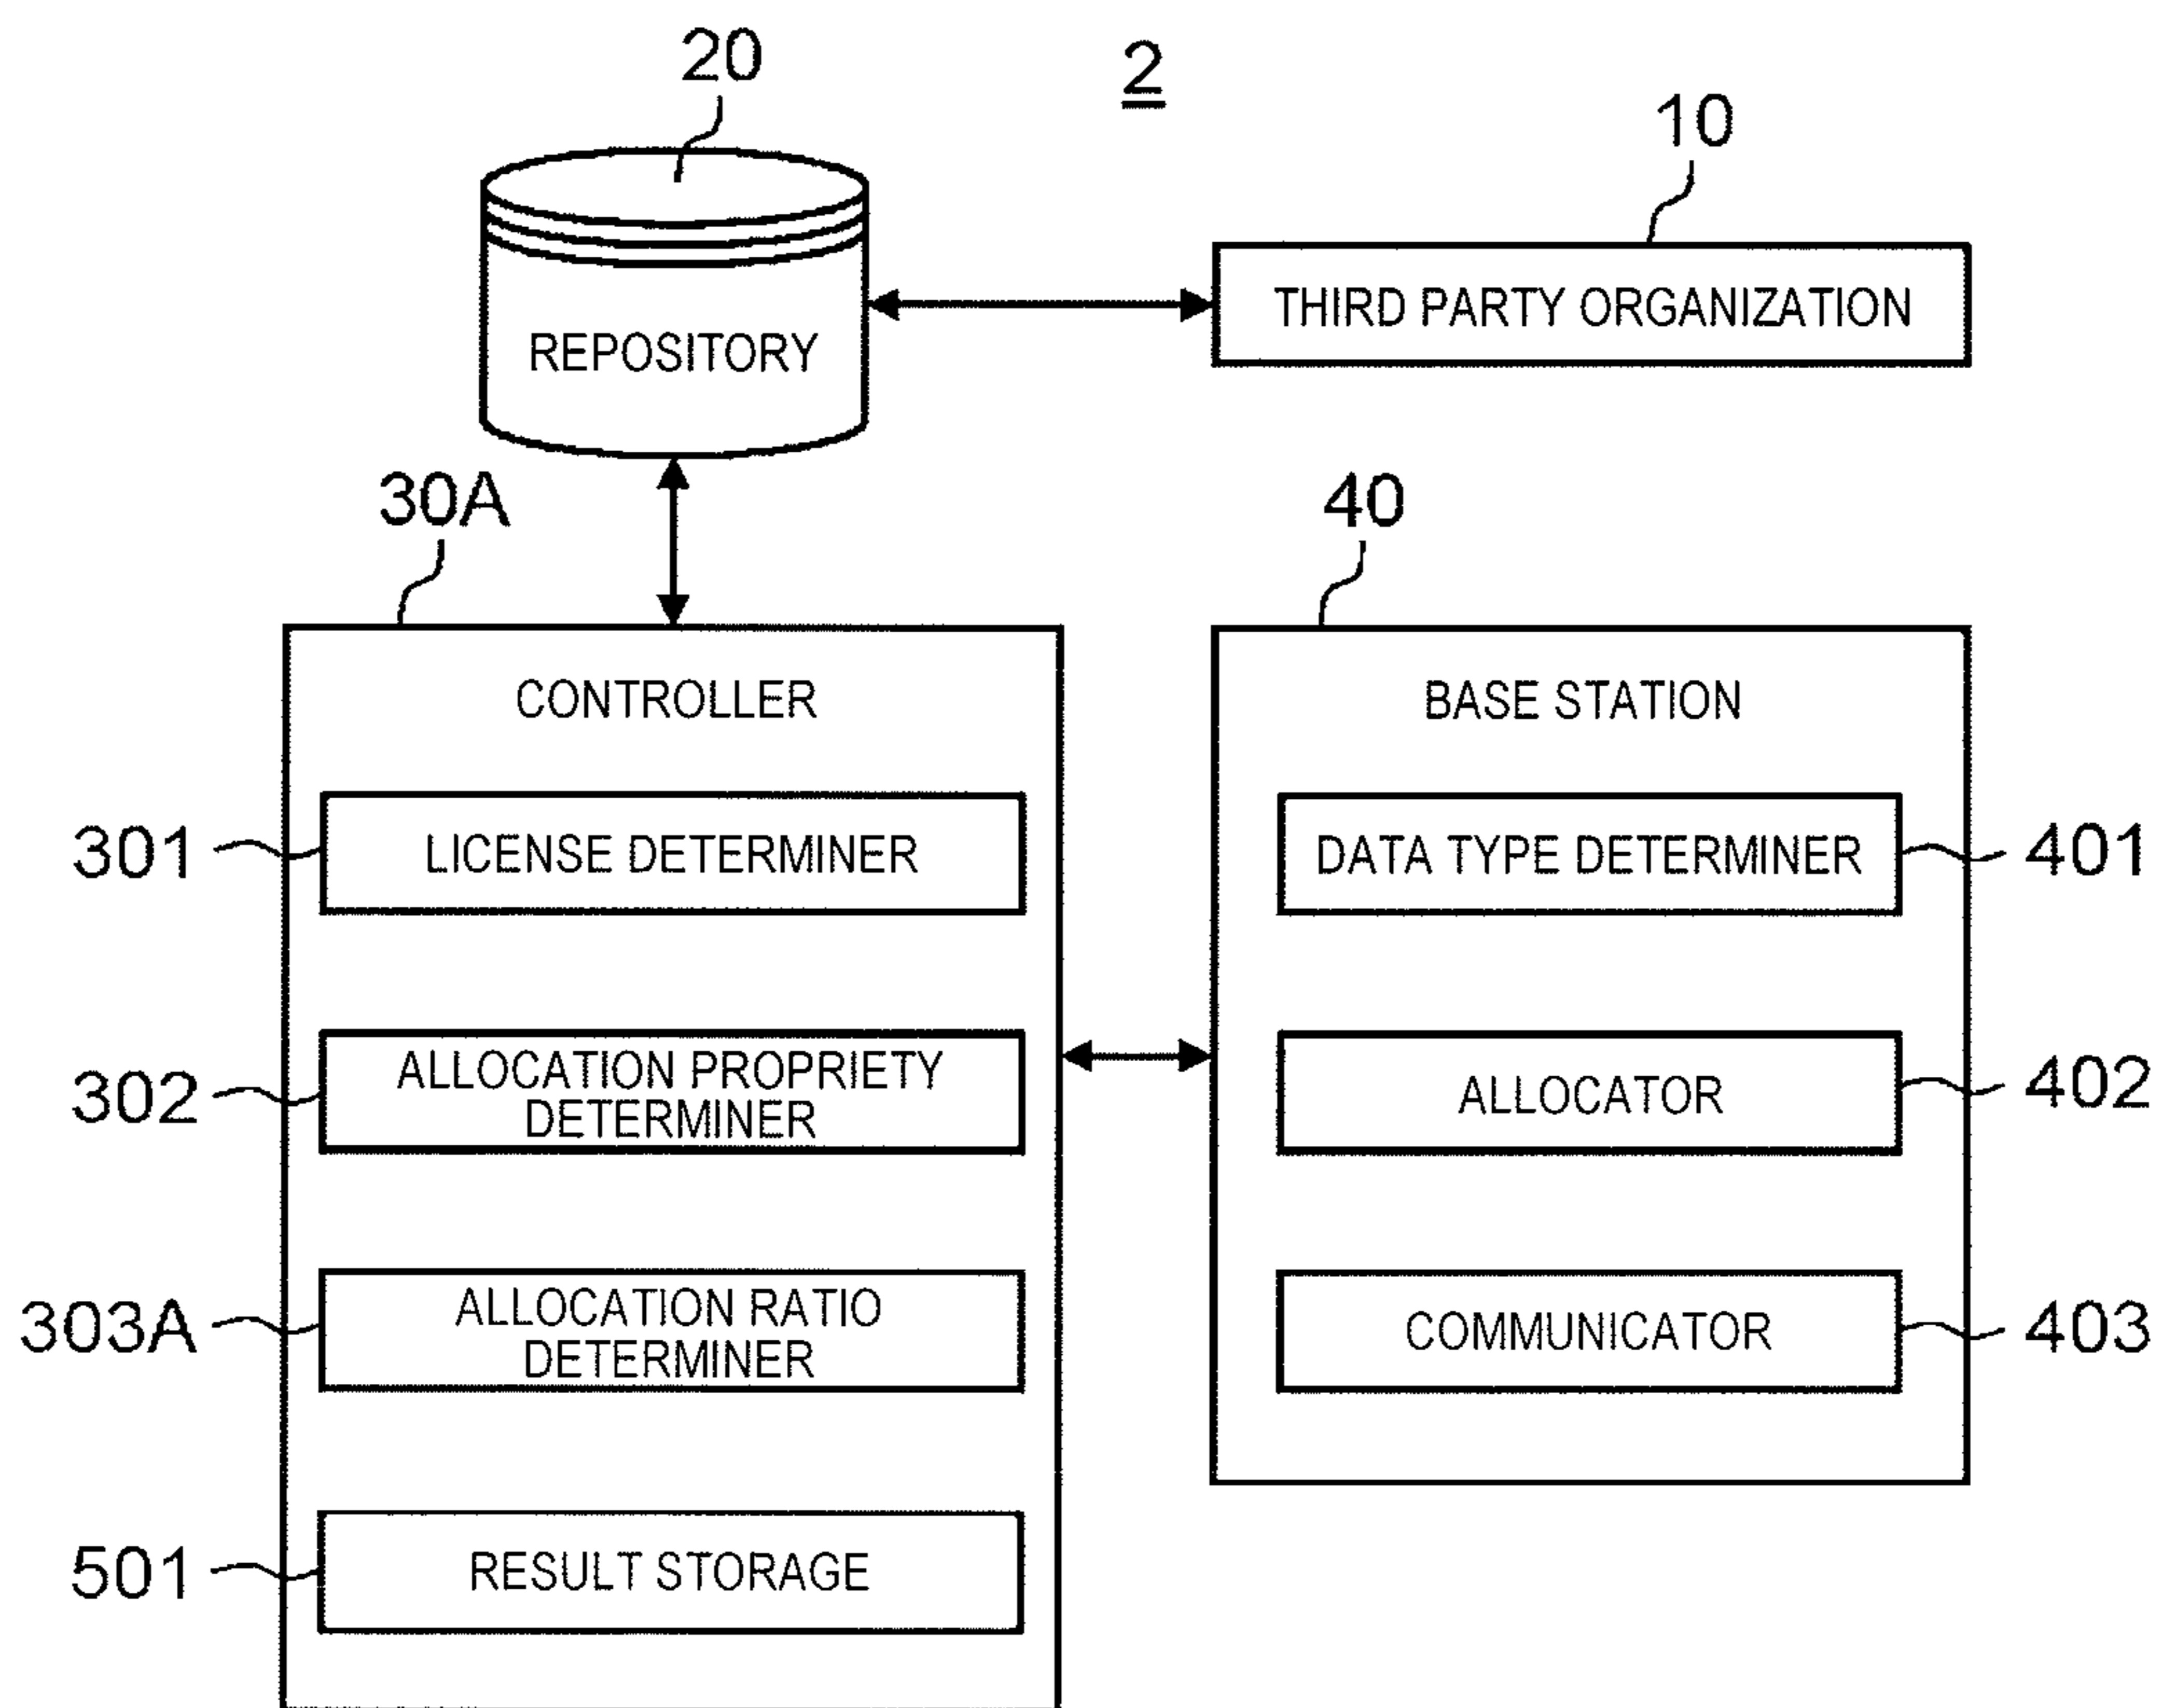 20
2
10
REPOSITORY
THIRD PARTY ORGANIZATION
30A
40
CONTROLLER
BASE STATION
301
LICENSE DETERMINER
DATA TYPE DETERMINER
401
302
ALLOCATION PROPRIETY
DETERMINER
ALLOCATOR
402
303A
ALLOCATION RATIO
DETERMINER
COMMUNICATOR
403
501
RESULT STORAGE